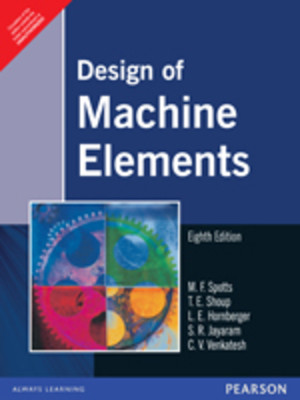 Design of
Machine
Elements
Eighth Edition
M. F. Spotts
T. E. Shoup
L. E. Hornberger
S. R. Jayaram
C. V. Venkatesh
ALWAYS LEARNING
PEARSON